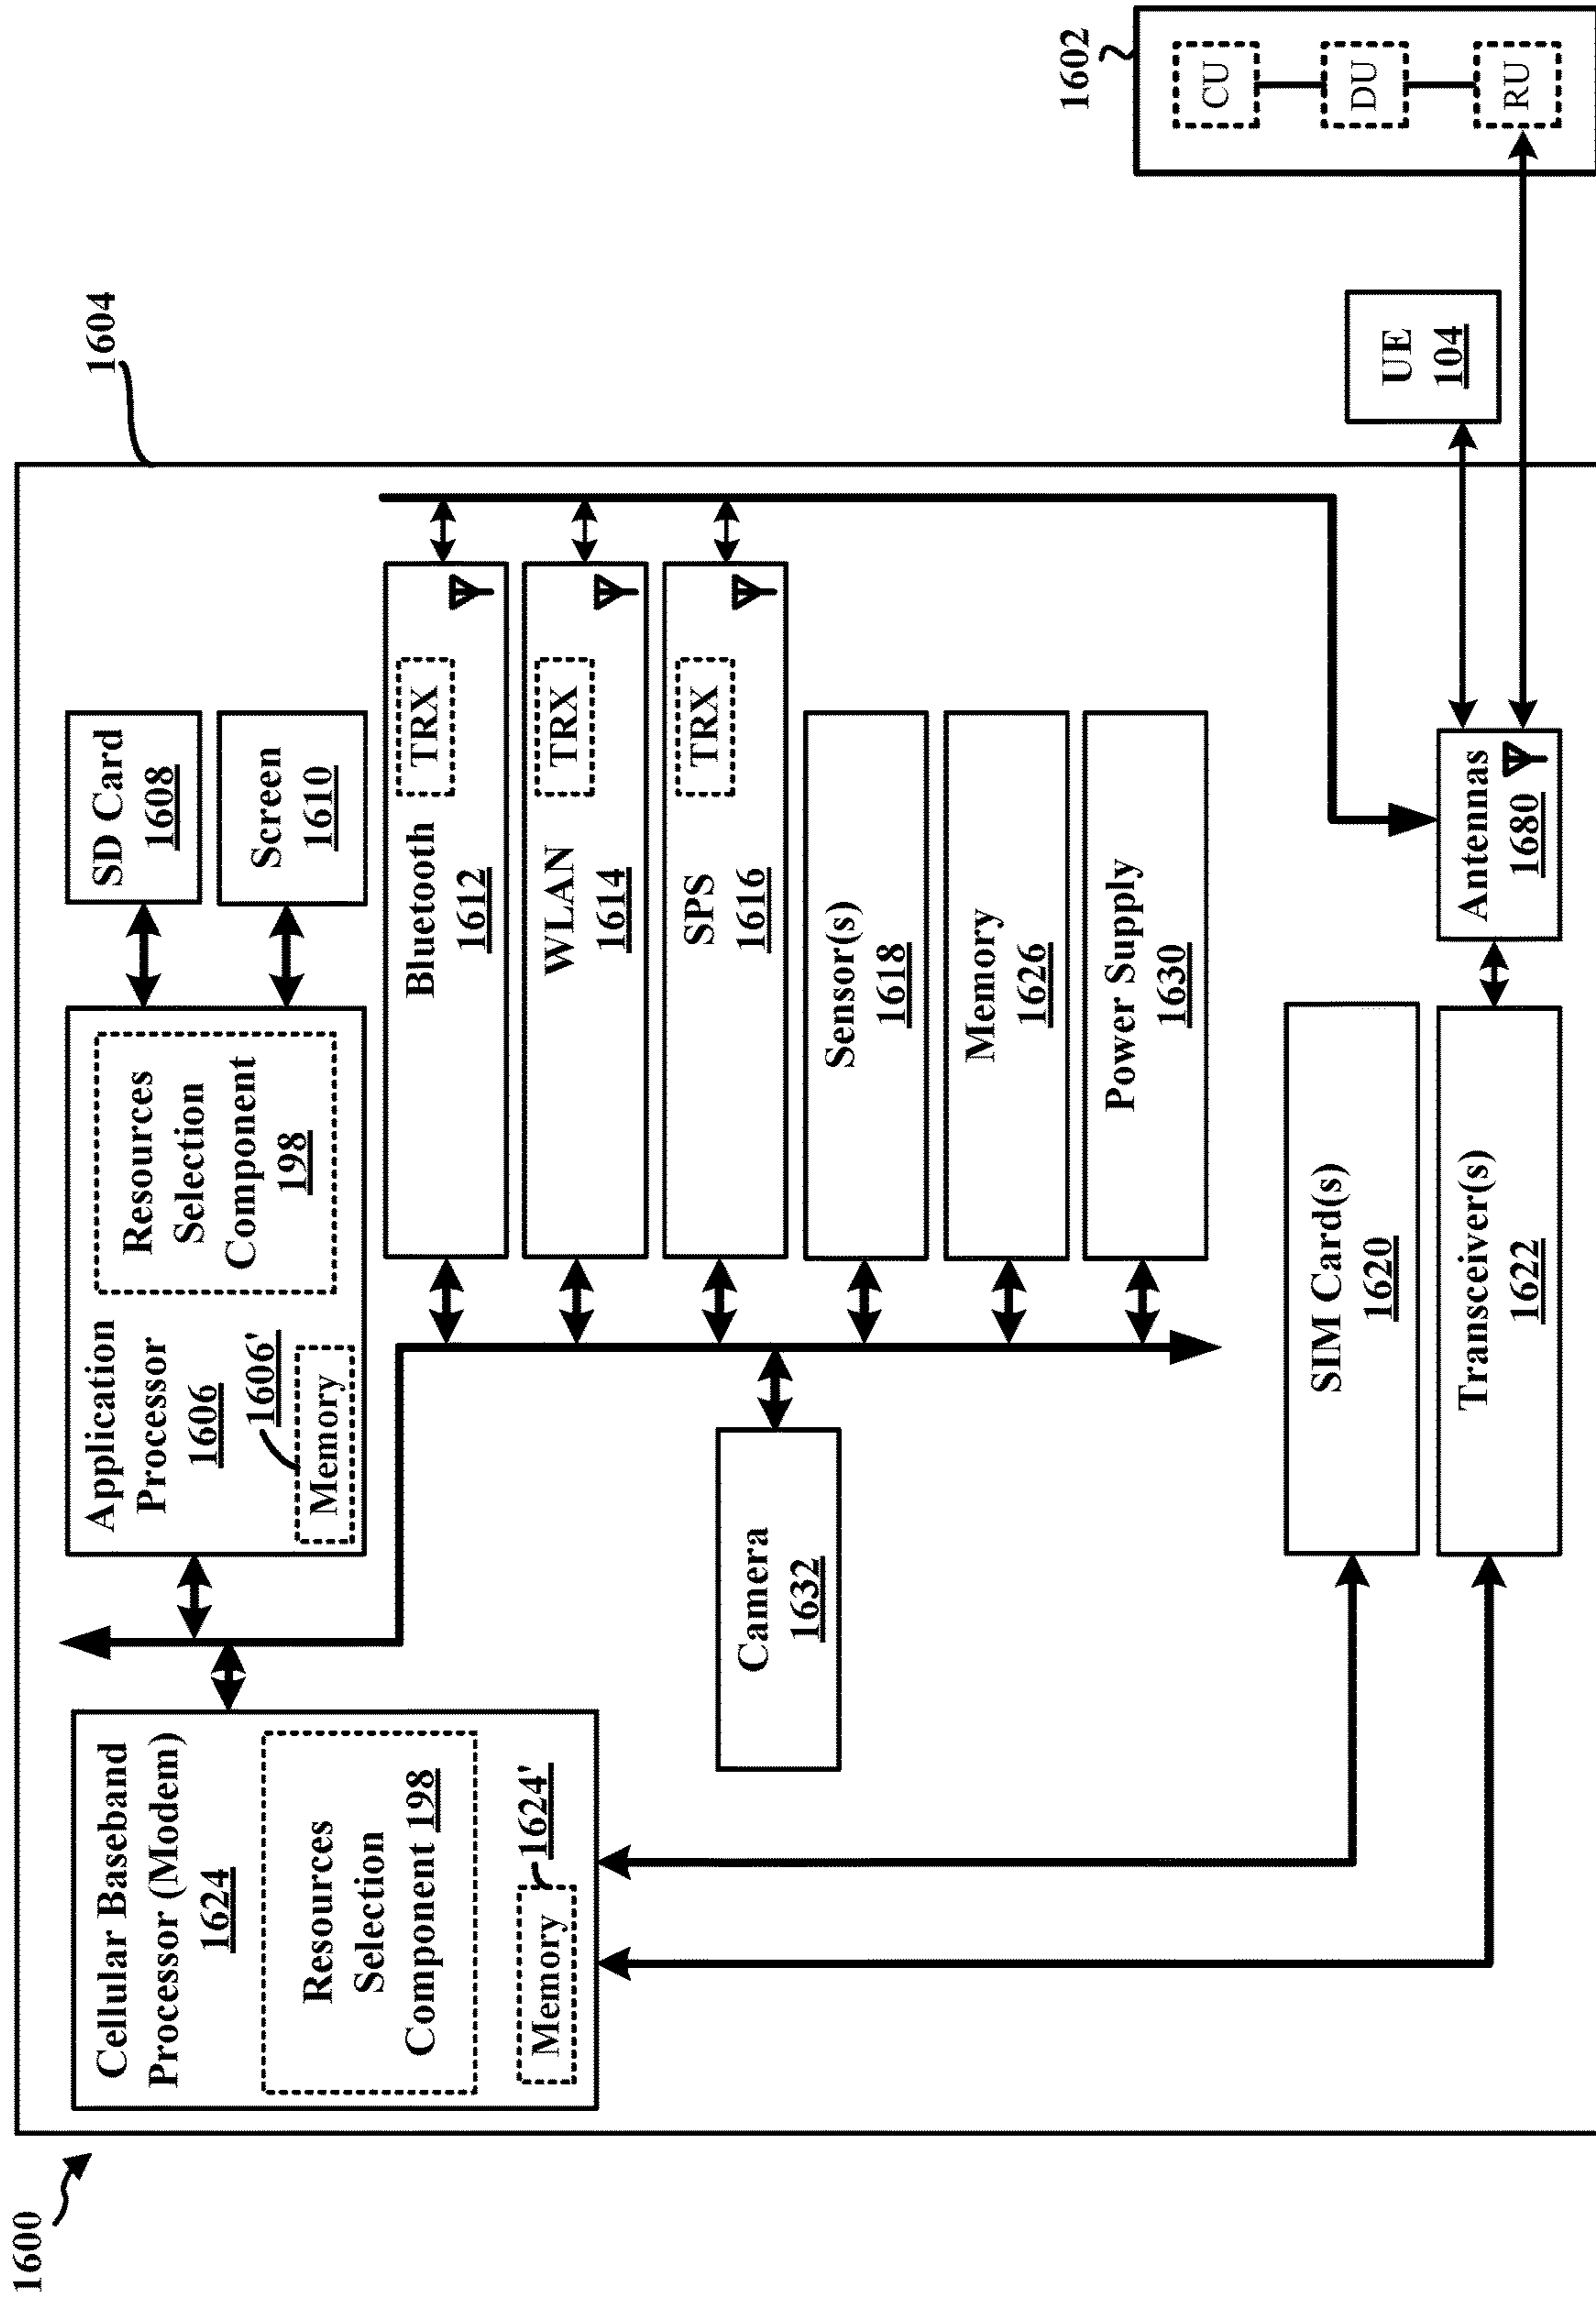 1600
1604
Cellular Baseband
Processor (Modem)
1624
Resources
Selection
Component 198
Memory
1624'
Application
Processor
1606
1606'
Memory
Resources
Selection
Component
198
SD Card
1608
Screen
1610
Bluetooth
1612
TRX
WLAN
1614
TRX
SPS
1616
TRX
Sensor(s)
1618
Memory
1626
Power Supply
1630
Camera
1632
SIM Card(s)
1620
Transceiver(s)
1622
Antennas
1680
UE
104
1602
CU
DU
RU